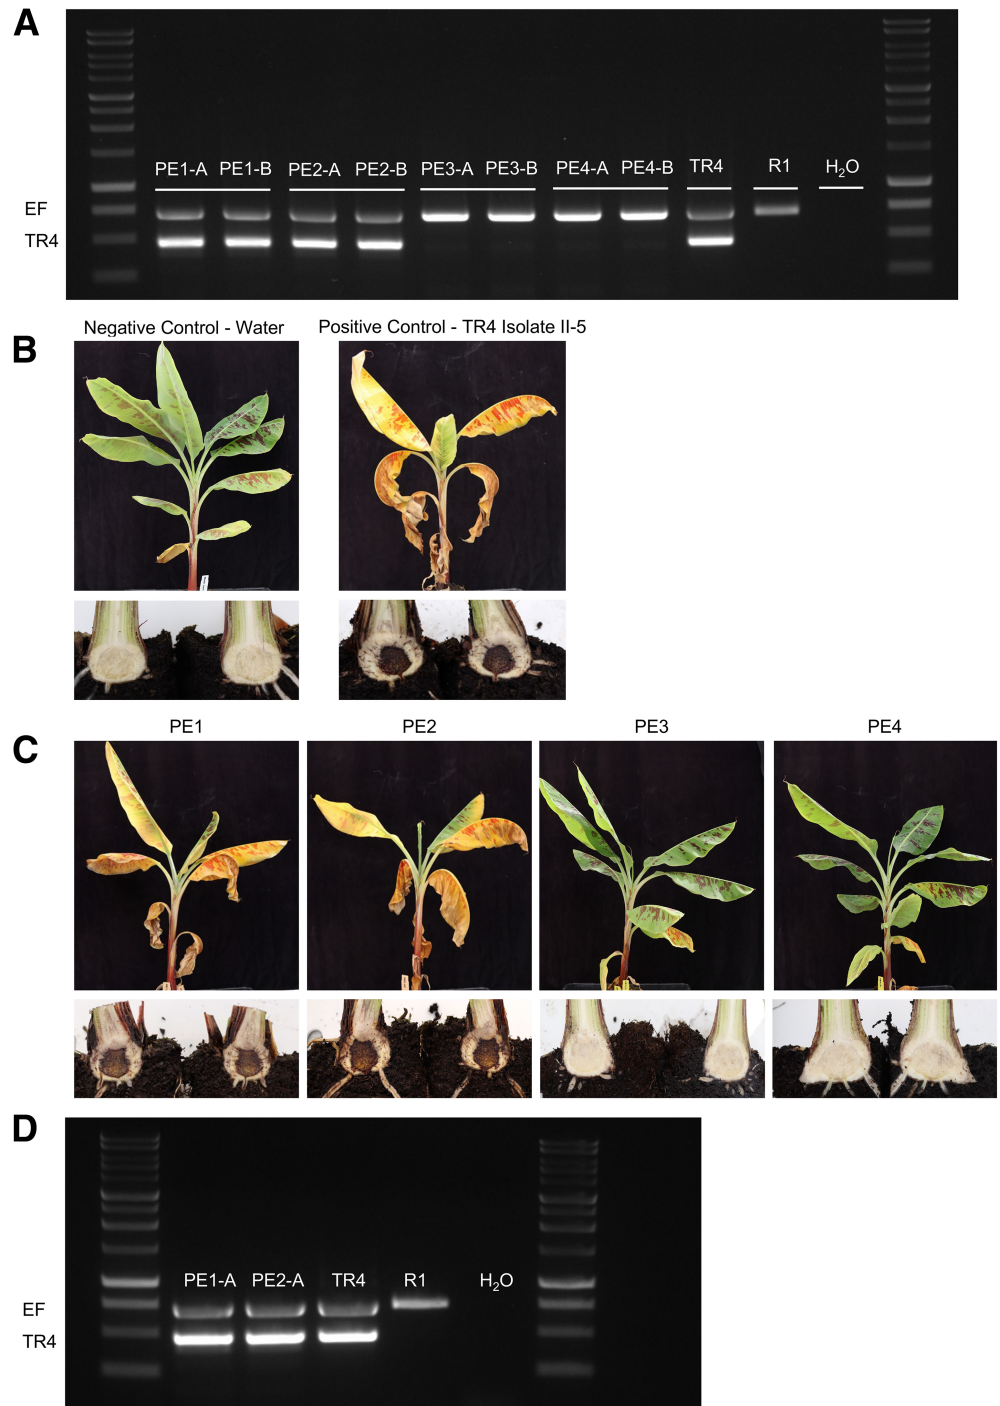 A
PE1-A PE1-B PE2-A PE2-B PE3-A PE3-B PE4-A PE4-B TR4 R1 H₂O
EF
TR4
Negative Control - Water Positive Control - TR4 Isolate II-5
B
PE1 PE2 PE3 PE4
C
D
PE1-A PE2-A TR4 R1 H₂O
EF
TR4